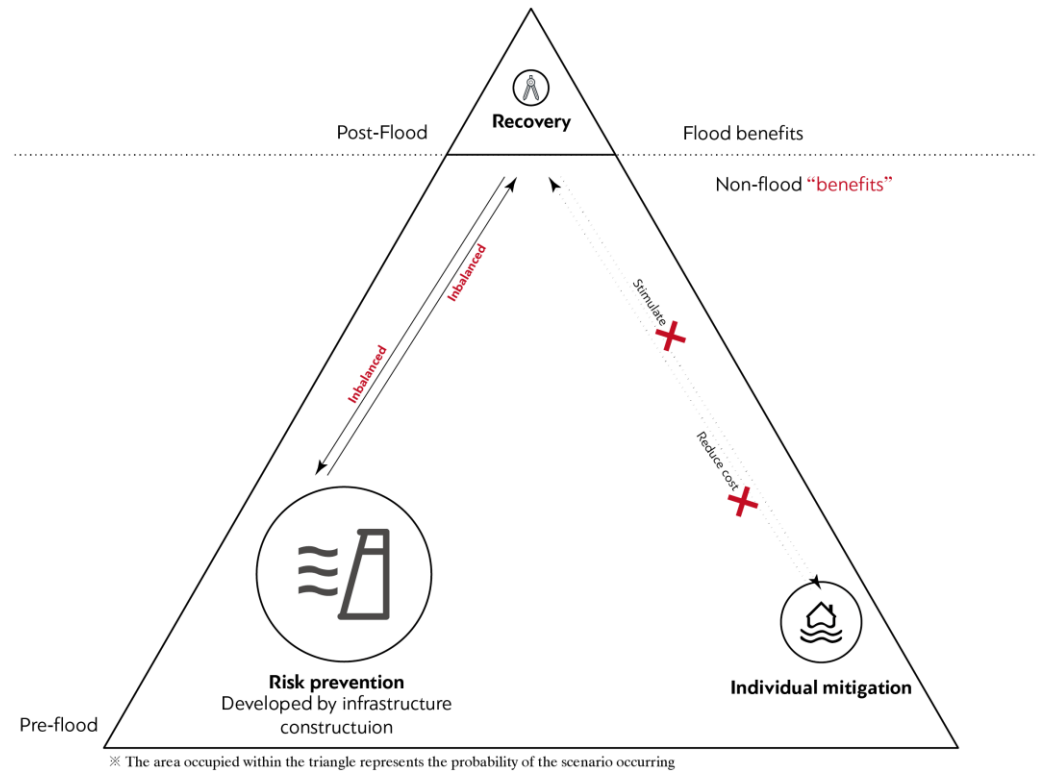 Recovery
Post-Flood
Flood benefits
Non-flood “benefits”
Inbalanced
Inbalanced
Stimulate
Reduce cost
Risk prevention
Developed by infrastructure
constructuion
Individual mitigation
Pre-flood
※ The area occupied within the triangle represents the probability of the scenario occurring